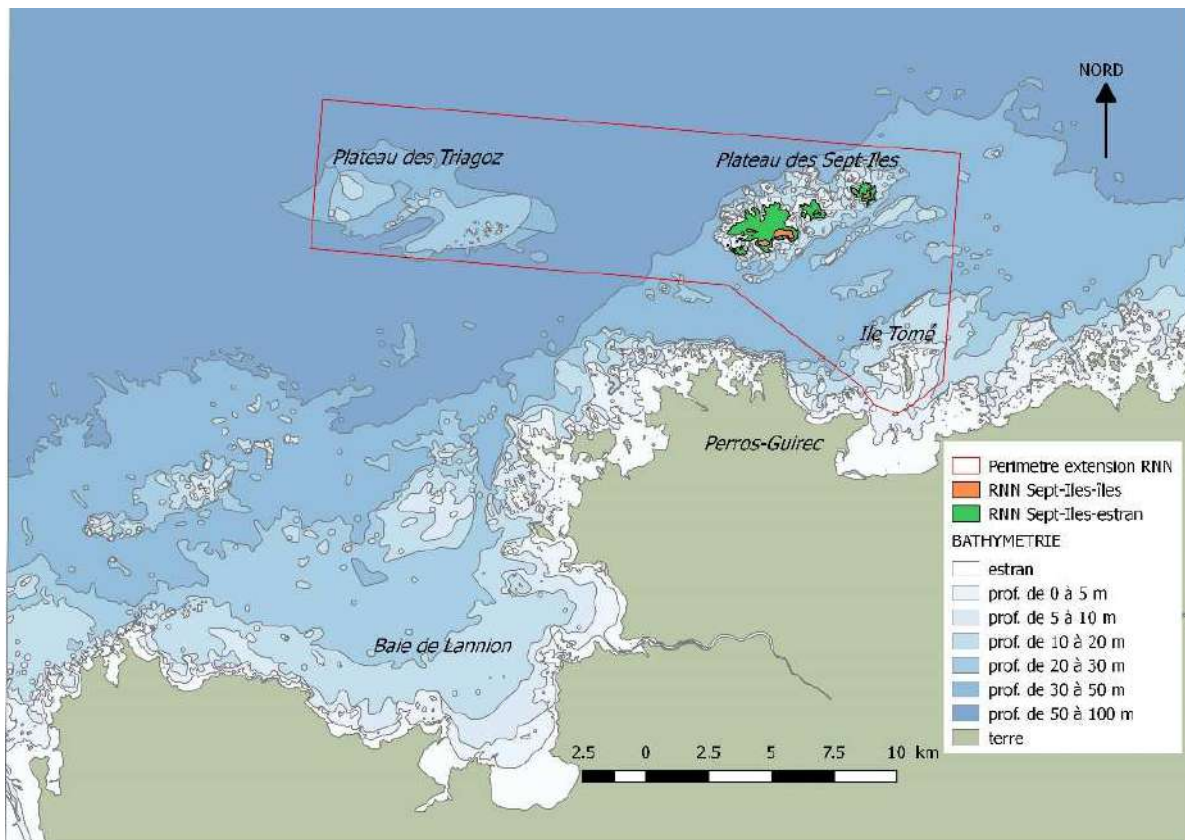 NORD
Plateau des Triagoz
Plateau des Sept-Iles
Ile Tomé
Perros-Guirec
Baie de Lannion
Périmetre extension RNN
RNN Sept-Iles-îles
RNN Sept-Iles-estran
BATHYMETRIE
estran
prof. de 0 à 5 m
prof. de 5 à 10 m
prof. de 10 à 20 m
prof. de 20 à 30 m
prof. de 30 à 50 m
prof. de 50 à 100 m
terre
2.5 0 2.5 5 7.5 10 km